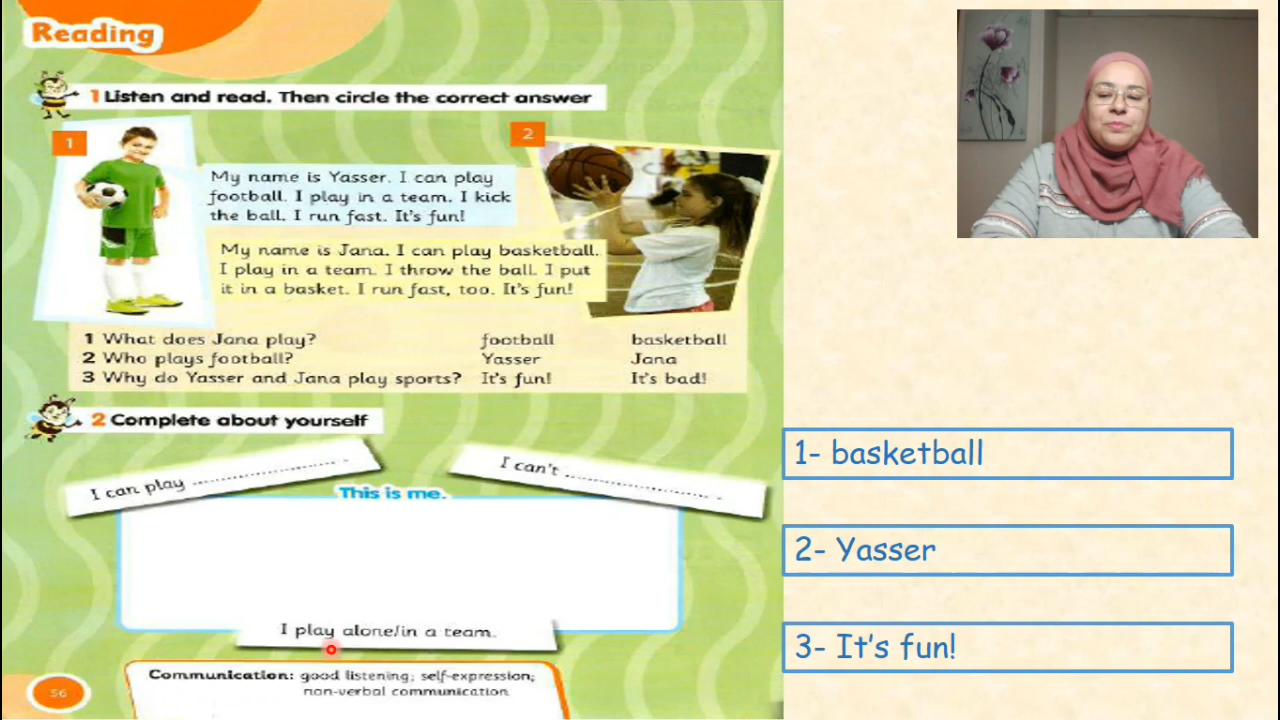 Reading
1 Listen and read. Then circle the correct answer
1
2
My name is Yasser. I can play
football. I play in a team. I kick
the ball. I run fast. It's fun!
My name is Jana. I can play basketball.
I play in a team. I throw the ball. I put
it in a basket. I run fast, too. It's fun!
1 What does Jana play? football basketball
2 Who plays football? Yasser Jana
3 Why do Yasser and Jana play sports? It's fun! It's bad!
2 Complete about yourself
I can play ....................
I can't ....................
This is me.
I play alone/in a team.
Communication: good listening; self-expression;
non-verbal communication
56
1- basketball
2- Yasser
3- It's fun!